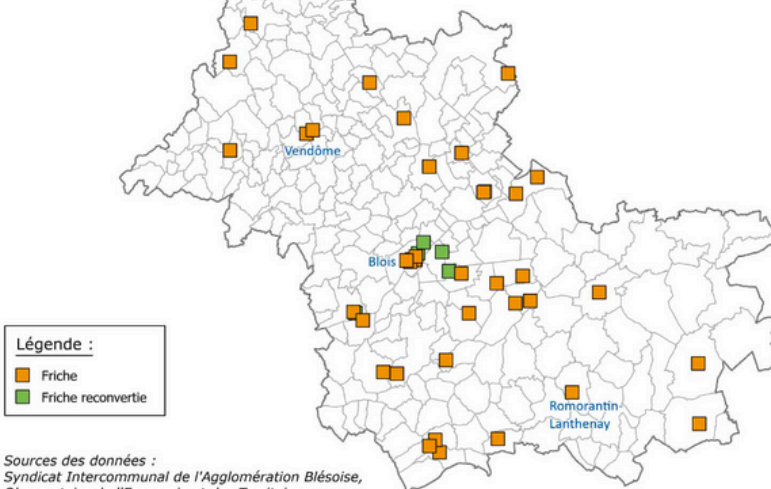 Vendôme
Blois
Légende :
Friche
Friche reconvertie
Romorantin-
Lanthenay
Sources des données :
Syndicat Intercommunal de l'Agglomération Blésoise,